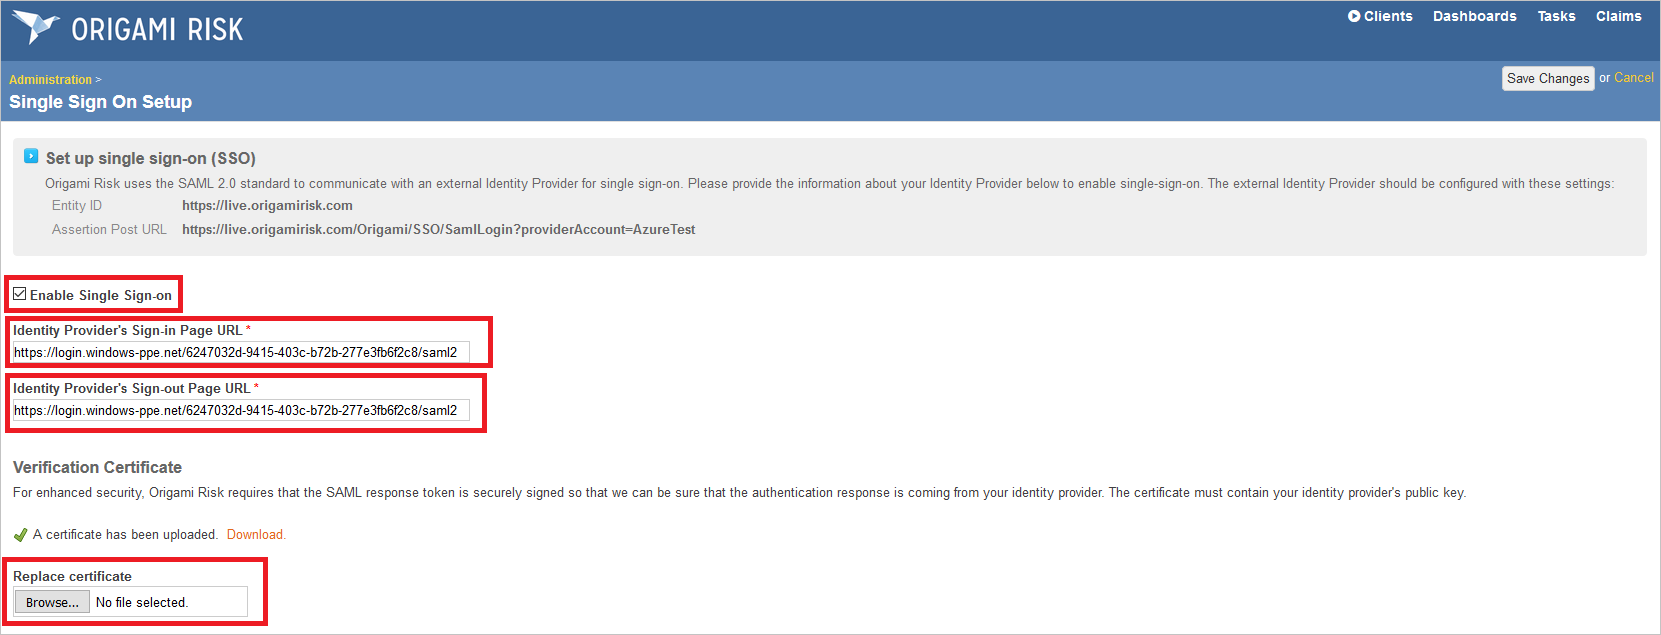 ORIGAMI RISK
Clients Dashboards Tasks Claims
Administration >
Single Sign On Setup
Save Changes or Cancel
Set up single sign-on (SSO)
Origami Risk uses the SAML 2.0 standard to communicate with an external Identity Provider for single sign-on. Please provide the information about your Identity Provider below to enable single-sign-on. The external Identity Provider should be configured with these settings:
Entity ID https://live.origamirisk.com
Assertion Post URL https://live.origamirisk.com/Origami/SSO/SamlLogin?providerAccount=AzureTest
Enable Single Sign-on
Identity Provider's Sign-in Page URL *
https://login.windows-ppe.net/6247032d-9415-403c-b72b-277e3fb6f2c8/saml2
Identity Provider's Sign-out Page URL *
https://login.windows-ppe.net/6247032d-9415-403c-b72b-277e3fb6f2c8/saml2
Verification Certificate
For enhanced security, Origami Risk requires that the SAML response token is securely signed so that we can be sure that the authentication response is coming from your identity provider. The certificate must contain your identity provider's public key.
A certificate has been uploaded. Download.
Replace certificate
Browse... No file selected.